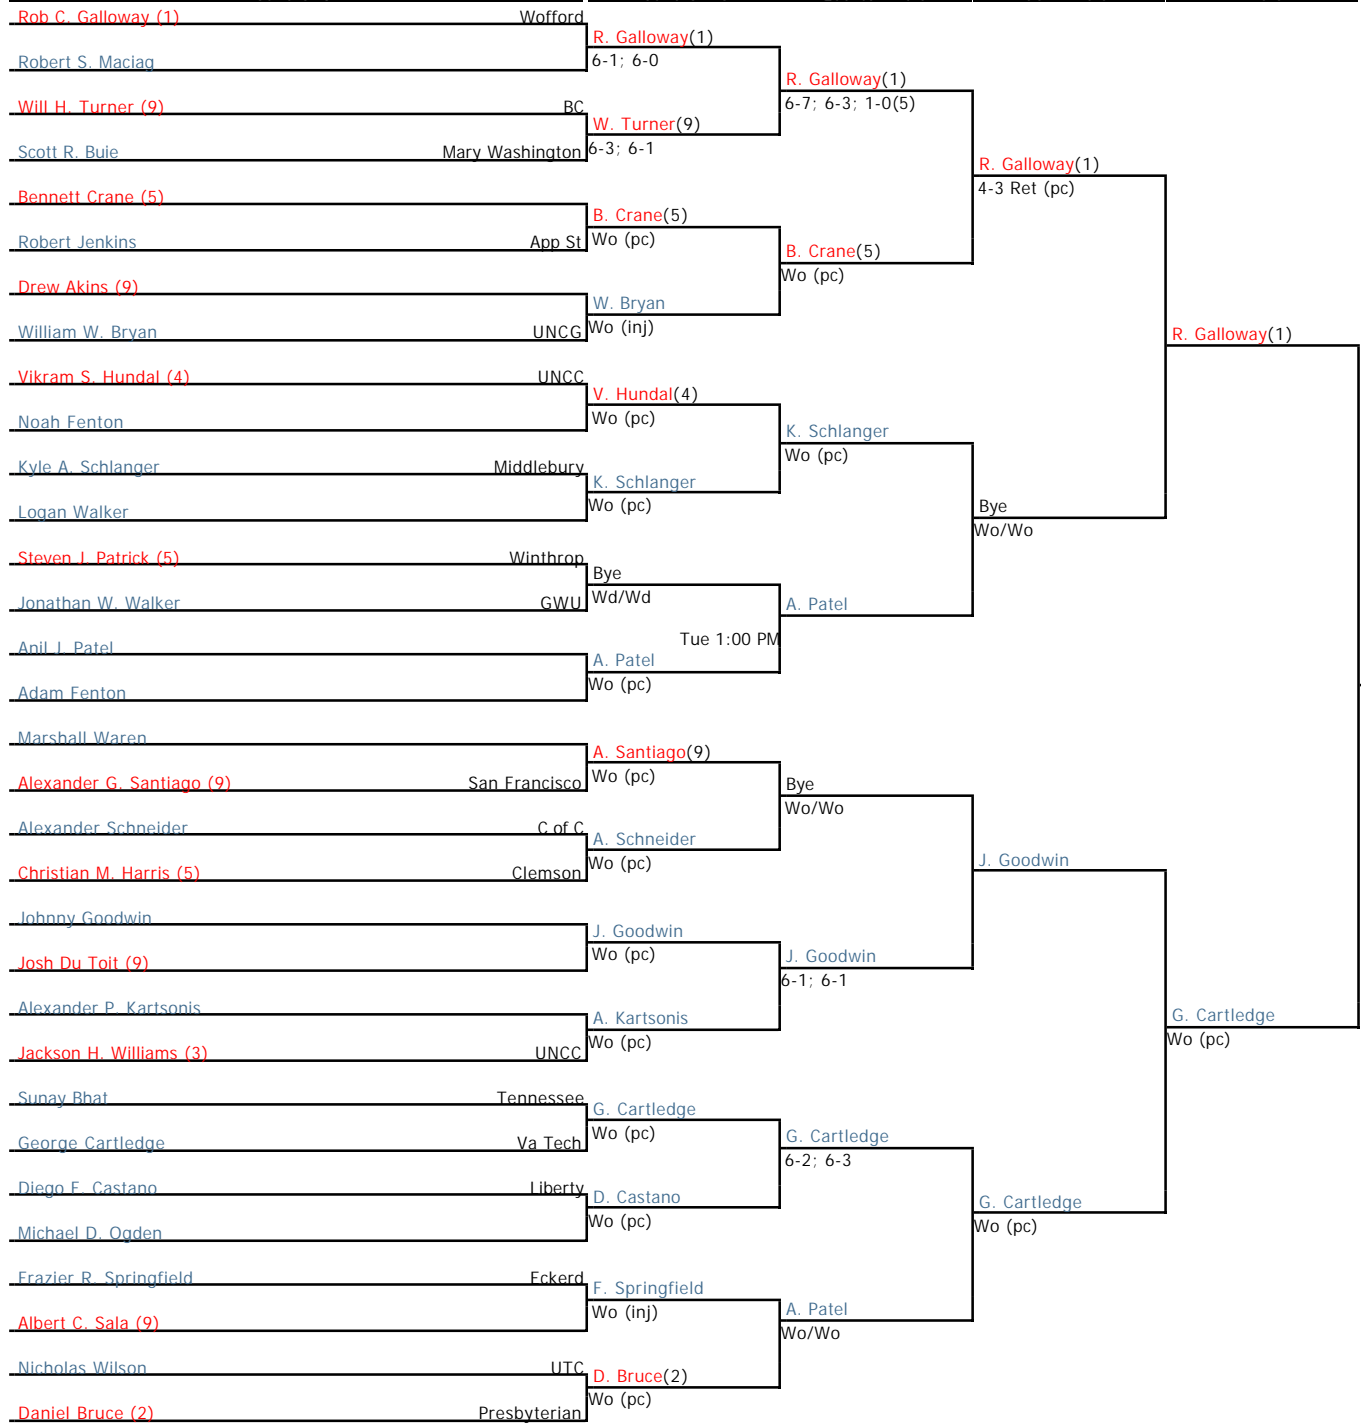 Rob C. Galloway (1) Wofford
Robert S. Maciag
Will H. Turner (9) BC
Scott R. Buie Mary Washington
Bennett Crane (5)
Robert Jenkins App St
Drew Akins (9)
William W. Bryan UNCG
Vikram S. Hundal (4) UNCC
Noah Fenton
Kyle A. Schlanger Middlebury
Logan Walker
Steven J. Patrick (5) Winthrop
Jonathan W. Walker GWU
Anil J. Patel
Adam Fenton
Marshall Waren
Alexander G. Santiago (9) San Francisco
Alexander Schneider C of C
Christian M. Harris (5) Clemson
Johnny Goodwin
Josh Du Toit (9)
Alexander P. Kartsonis
Jackson H. Williams (3) UNCC
Sunay Bhat Tennessee
George Cartledge Va Tech
Diego F. Castano Liberty
Michael D. Ogden
Frazier R. Springfield Eckerd
Albert C. Sala (9)
Nicholas Wilson UTC
Daniel Bruce (2) Presbyterian
R. Galloway(1)
6-1; 6-0
W. Turner(9)
6-3; 6-1
B. Crane(5)
Wo (pc)
W. Bryan
Wo (inj)
V. Hundal(4)
Wo (pc)
K. Schlanger
Wo (pc)
Bye
Wd/Wd
A. Patel
Wo (pc)
A. Santiago(9)
Wo (pc)
A. Schneider
Wo (pc)
J. Goodwin
Wo (pc)
A. Kartsonis
Wo (pc)
G. Cartledge
Wo (pc)
D. Castano
Wo (pc)
F. Springfield
Wo (inj)
D. Bruce(2)
Wo (pc)
R. Galloway(1)
6-7; 6-3; 1-0(5)
B. Crane(5)
Wo (pc)
K. Schlanger
Wo (pc)
A. Patel
Tue 1:00 PM
Bye
Wo/Wo
J. Goodwin
6-1; 6-1
G. Cartledge
6-2; 6-3
A. Patel
Wo/Wo
R. Galloway(1)
4-3 Ret (pc)
Bye
Wo/Wo
J. Goodwin
G. Cartledge
Wo (pc)
R. Galloway(1)
G. Cartledge
Wo (pc)